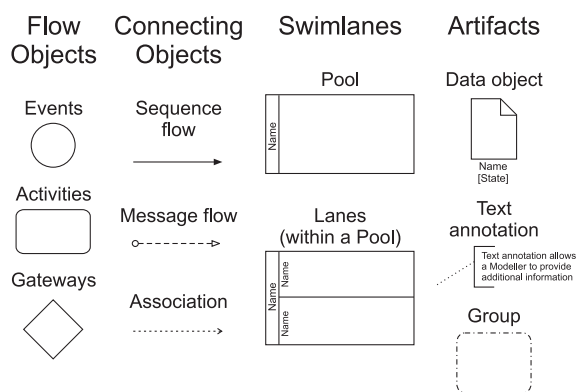 Flow
Objects
Events
Activities
Gateways
Connecting
Objects
Sequence
flow
Message flow
Association
Swimlanes
Pool
Name
Lanes
(within a Pool)
Name
Name
Name
Artifacts
Data object
Name
[State]
Text
annotation
Text annotation allows
a Modeller to provide
additional information
Group